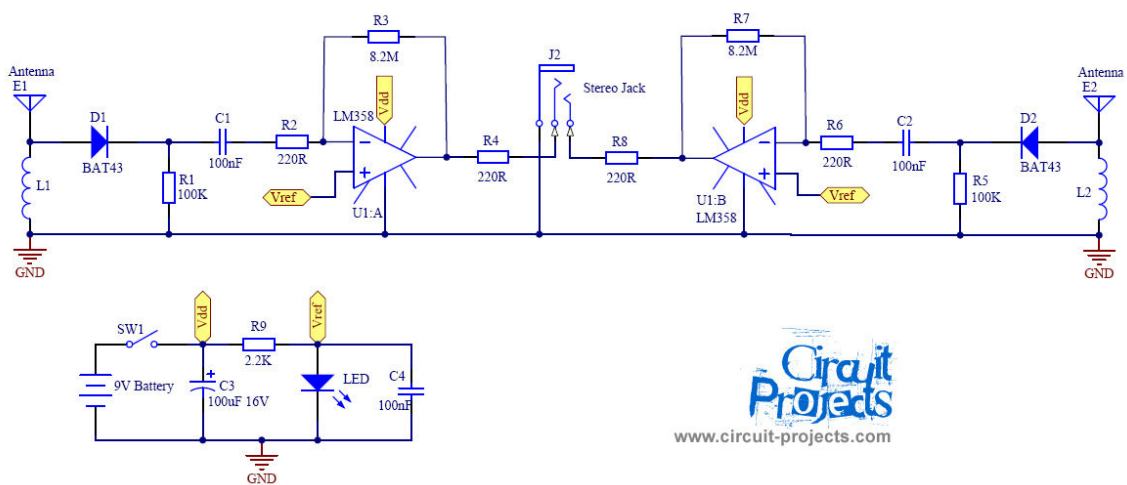 R3
8.2M
R7
8.2M
J2
Stereo Jack
Antenna
E1
Antenna
E2
D1
BAT43
C1
100nF
R2
220R
Vdd
LM358
R4
220R
R8
220R
Vdd
R6
220R
C2
100nF
D2
BAT43
L1
R1
100K
Vref
U1:A
U1:B
LM358
Vref
R5
100K
L2
GND
GND
SW1
Vdd
R9
2.2K
Vref
9V Battery
C3
100uF 16V
LED
C4
100nF
GND
Circuit
Projects
www.circuit-projects.com